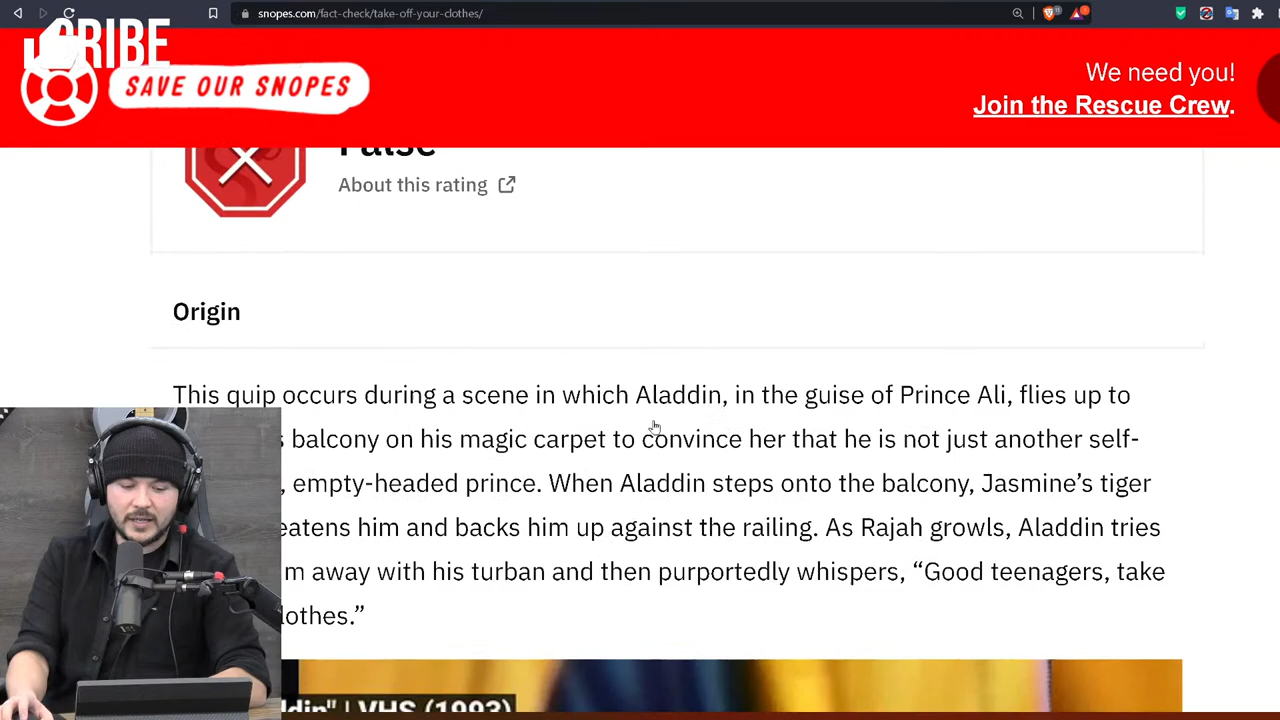 snopes.com/fact-check/take-off-your-clothes/
CRIBE
SAVE OUR SNOPES
We need you!
Join the Rescue Crew.
False
About this rating
Origin
This quip occurs during a scene in which Aladdin, in the guise of Prince Ali, flies up to
s balcony on his magic carpet to convince her that he is not just another self-
, empty-headed prince. When Aladdin steps onto the balcony, Jasmine’s tiger
eatens him and backs him up against the railing. As Rajah growls, Aladdin tries
m away with his turban and then purportedly whispers, “Good teenagers, take
lothes.”
ddin" | VHS (1993)